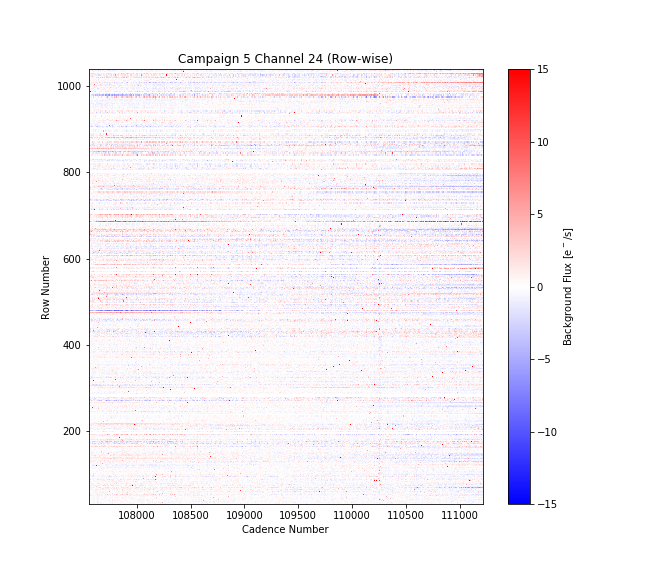 Campaign 5 Channel 24 (Row-wise)
1000
800
600
400
200
Row Number
108000 108500 109000 109500 110000 110500 111000
Cadence Number
15
10
5
0
−5
−10
−15
Background Flux [e⁻/s]